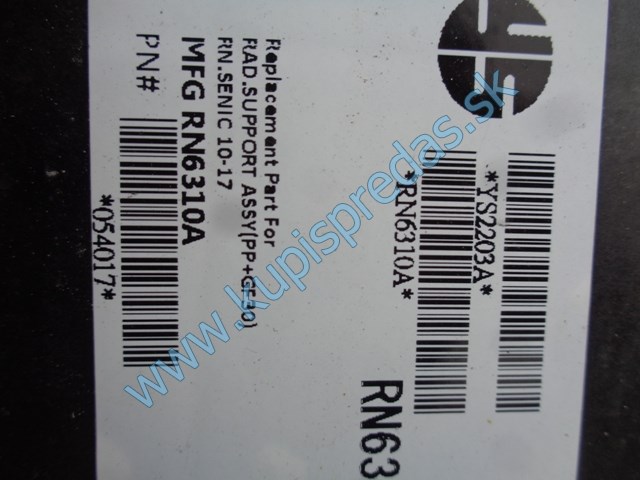 *YS2203A*
*RN6310A*
RN63
Replacement Part For
RAD.SUPPORT ASSY(PP+GF30)
RN.SENIC 10-17
MFG RN6310A
PN#
*054017*
www.kupispredas.sk